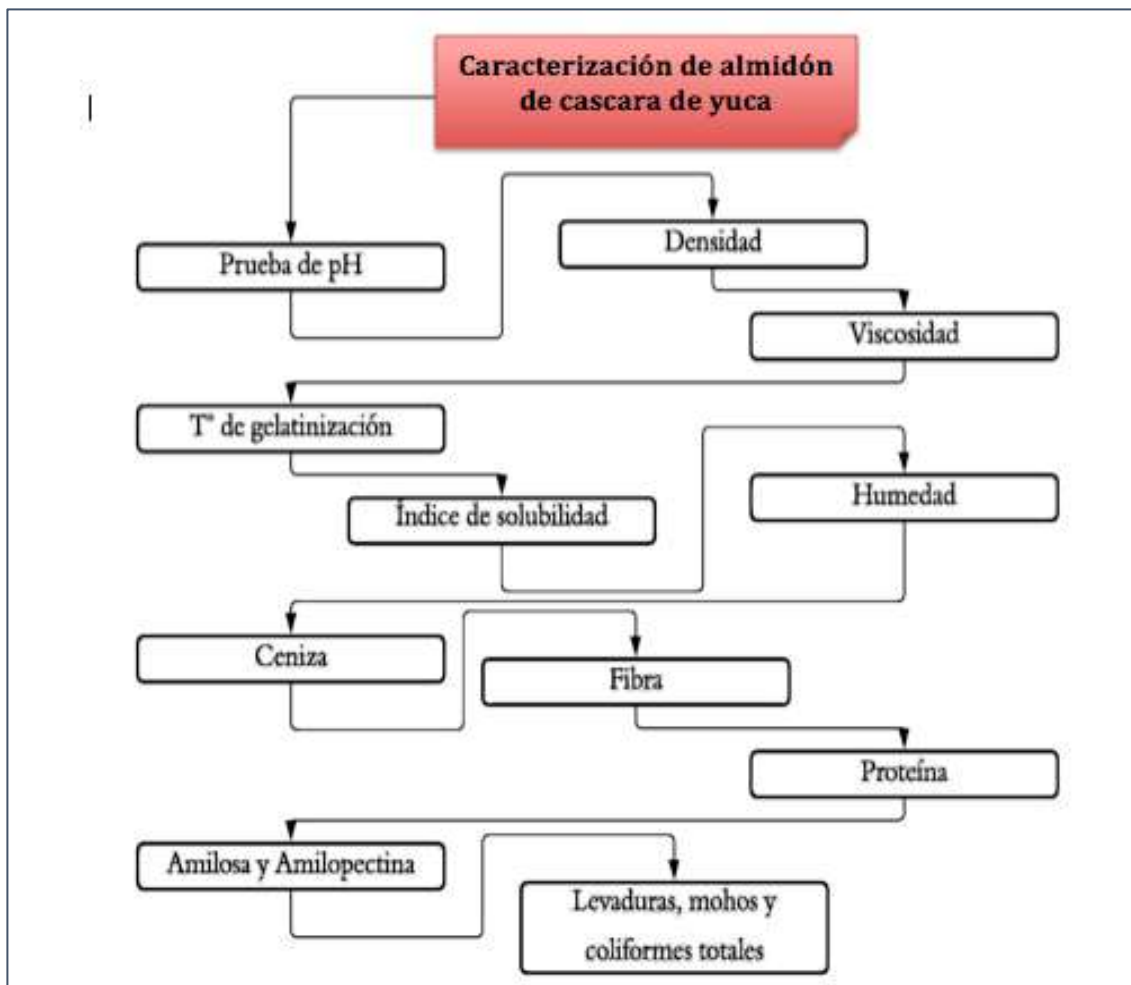 Caracterización de almidón
de cascara de yuca
Prueba de pH
Densidad
Viscosidad
T° de gelatinización
Índice de solubilidad
Humedad
Ceniza
Fibra
Proteína
Amilosa y Amilopectina
Levaduras, mohos y
coliformes totales